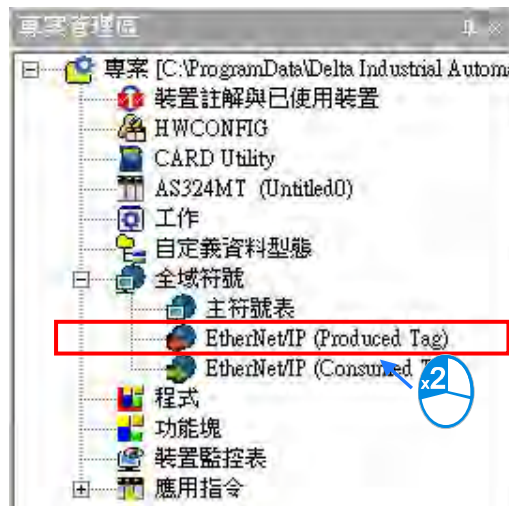 專案管理區
專案 [C:\ProgramData\Delta Industrial Autom
裝置註解與已使用裝置
HWCONFIG
CARD Utility
AS324MT (Untitled0)
工作
自定義資料型態
全域符號
主符號表
EtherNet/IP (Produced Tag)
EtherNet/IP (Consumed T
x2
程式
功能塊
裝置監控表
應用指令